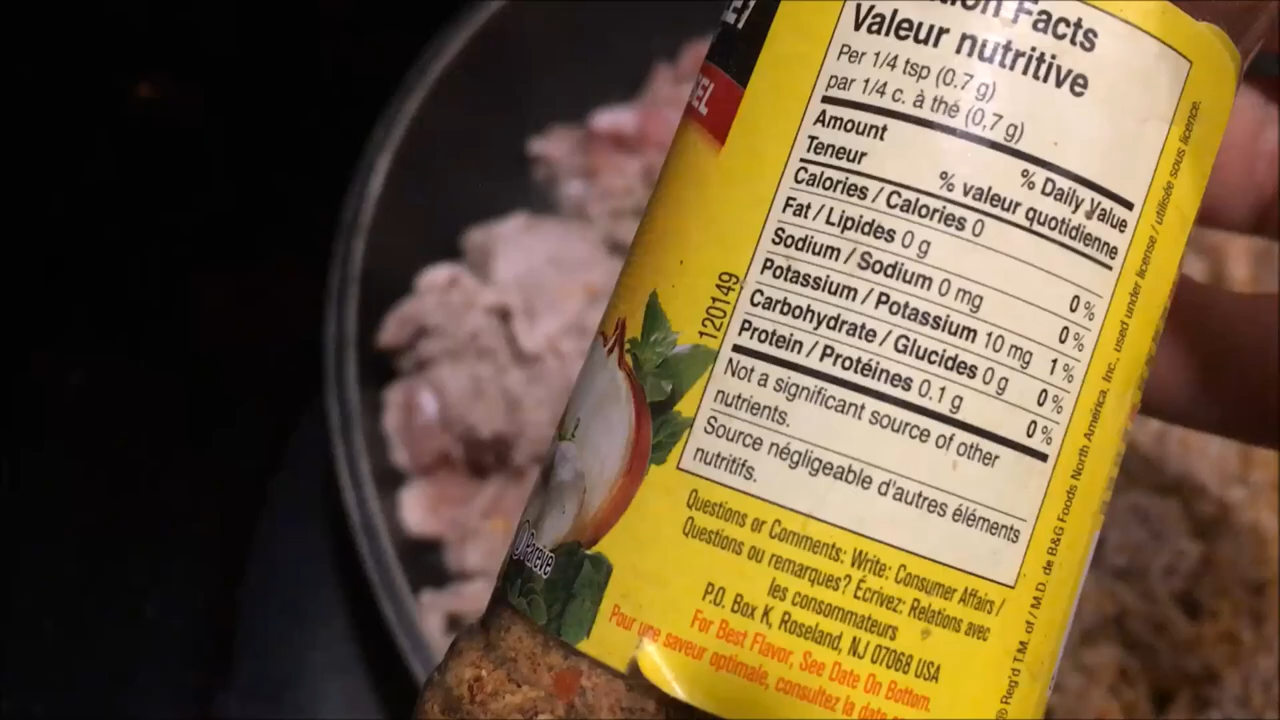 Facts
Valeur nutritive
Per 1/4 tsp (0.7 g)
par 1/4 c. à thé (0,7 g)
Amount
Teneur
% Daily Value
% valeur quotidienne
Calories / Calories 0
Fat / Lipides 0 g 0 %
Sodium / Sodium 0 mg 0 %
Potassium / Potassium 10 mg 1 %
Carbohydrate / Glucides 0 g 0 %
Protein / Protéines 0.1 g 0 %
Not a significant source of other
nutrients.
Source négligeable d'autres éléments
nutritifs.
Questions or Comments: Write: Consumer Affairs /
Questions ou remarques? Écrivez: Relations avec
les consommateurs
P.O. Box K, Roseland, NJ 07068 USA
For Best Flavor, See Date On Bottom.
Pour une saveur optimale, consultez la date
® Reg'd T.M. of / M.D. de B&G Foods North America, Inc., used under license / utilisée sous licence.
120149
Pareve